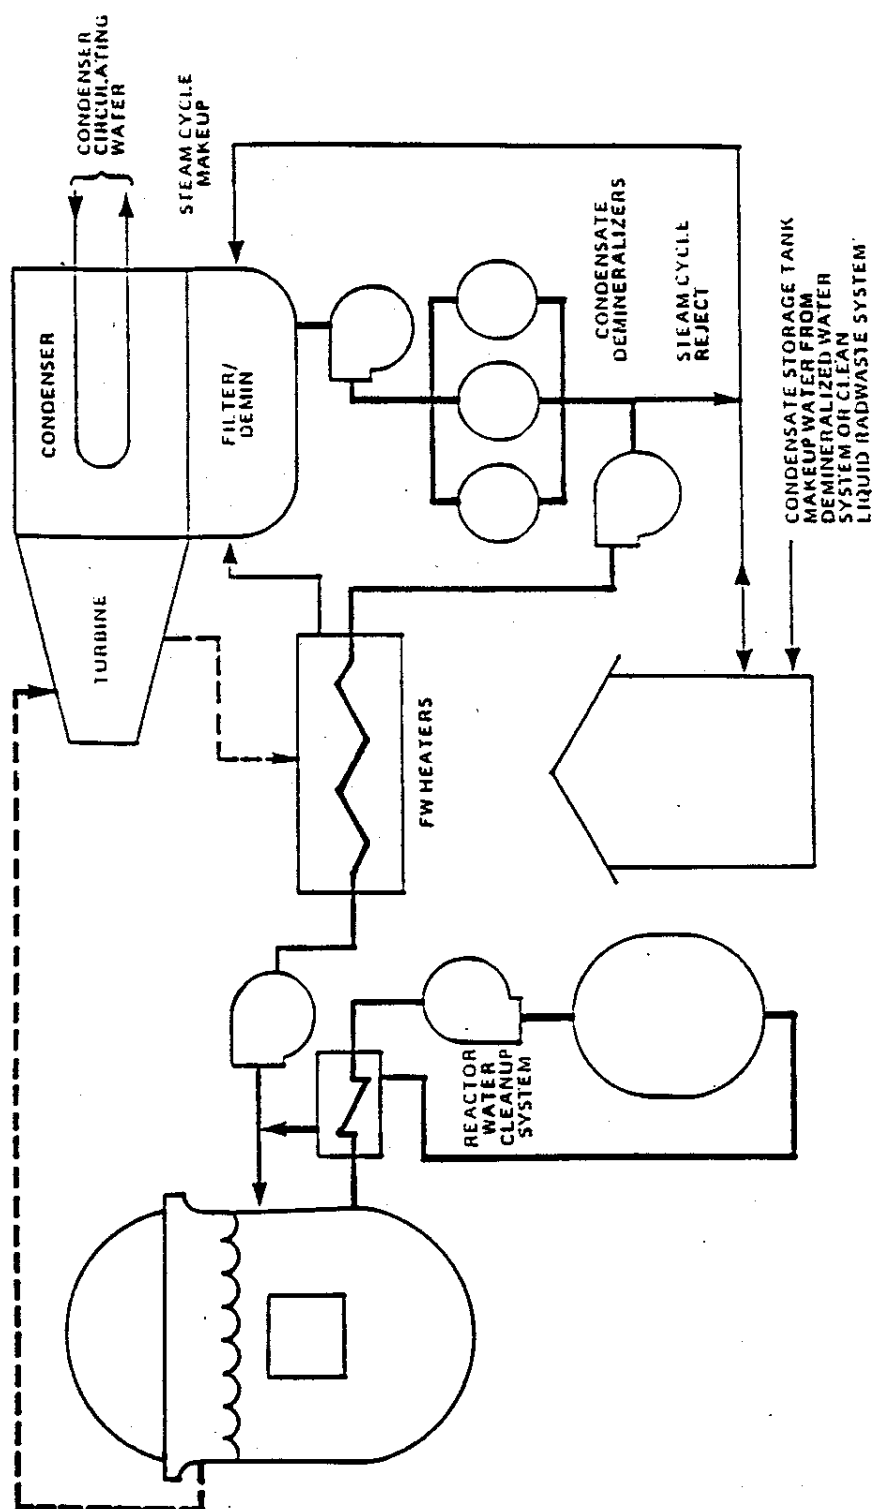 CONDENSER
CIRCULATING
WATER
STEAM CYCLE
MAKEUP
CONDENSER
FILTER/
DEMIN
TURBINE
CONDENSATE
DEMINERALIZERS
STEAM CYCLE
REJECT
CONDENSATE STORAGE TANK
MAKEUP WATER FROM
DEMINERALIZED WATER
SYSTEM OR CLEAN
LIQUID RADWASTE SYSTEM
FW HEATERS
REACTOR
WATER
CLEANUP
SYSTEM